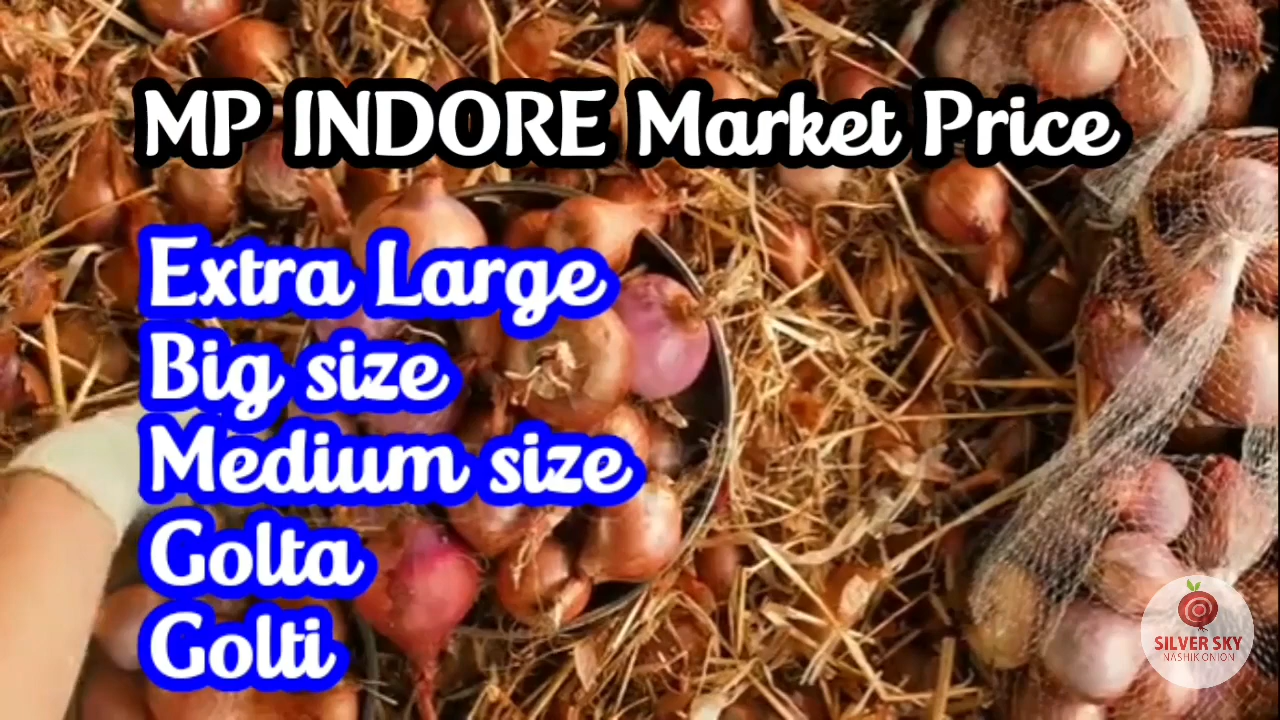 MP INDORE Market Price
Extra Large
Big size
Medium size
Golta
Golti
SILVER SKY
NASHIK ONION